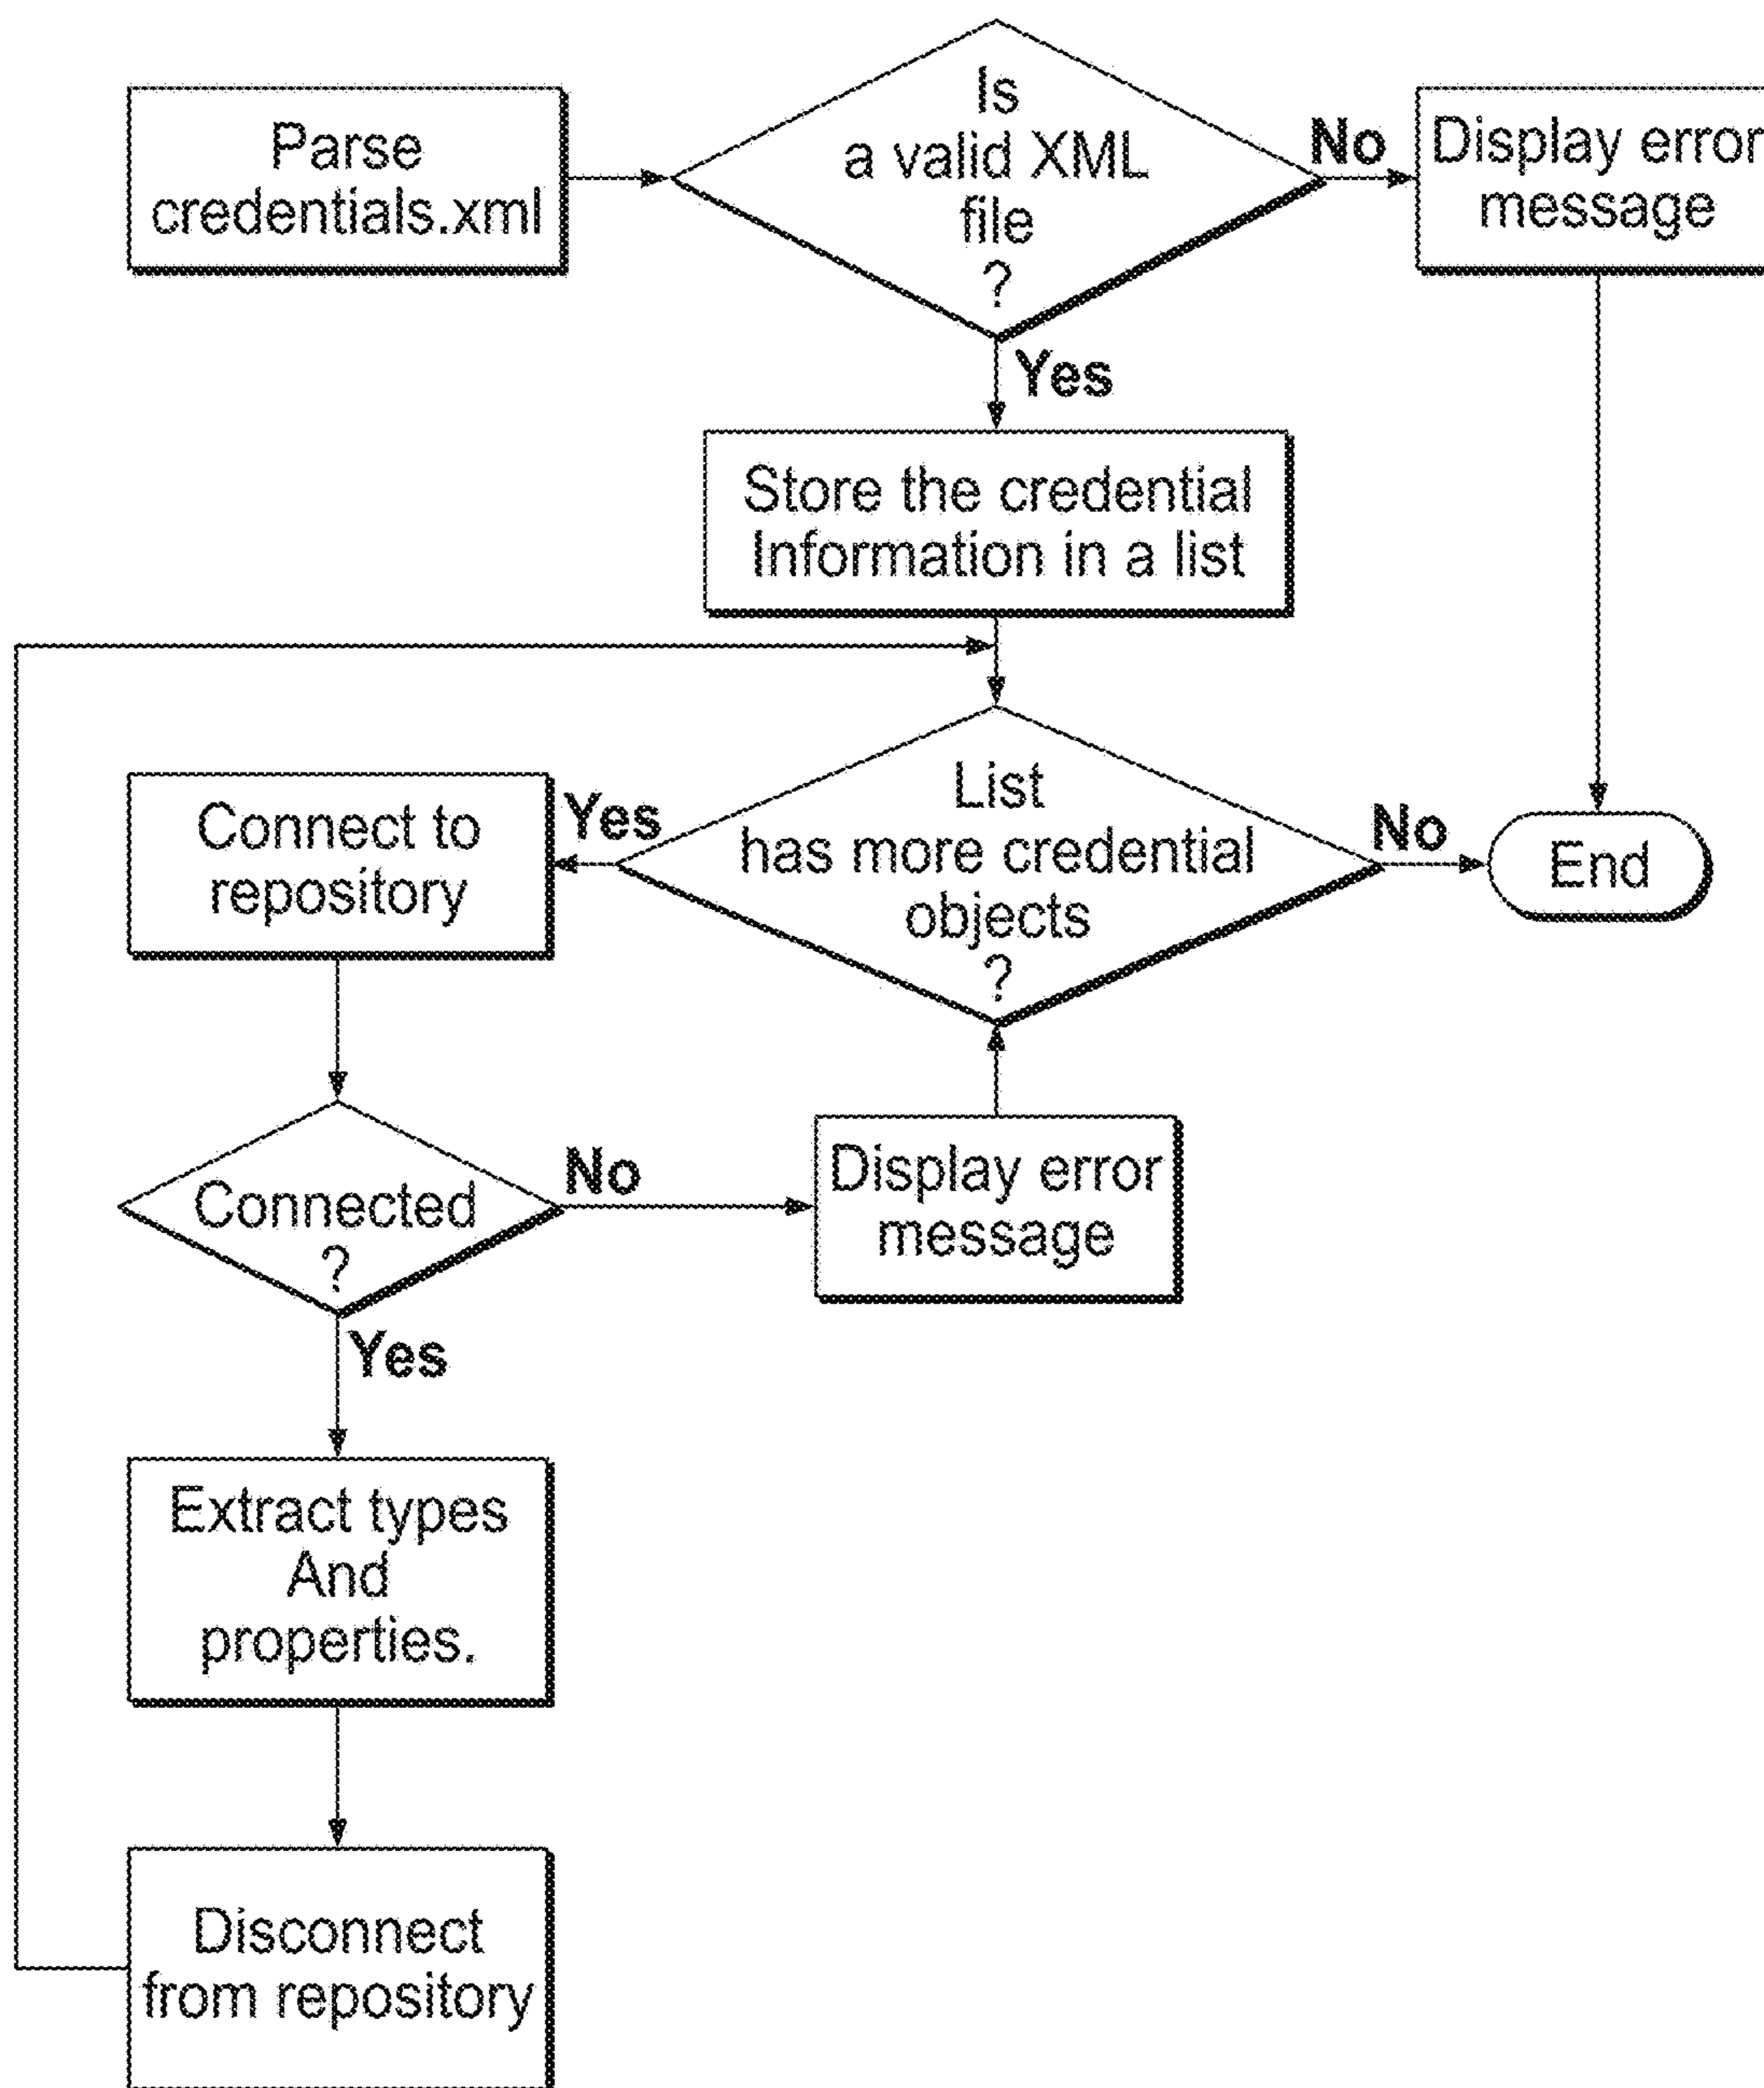 Parse
credentials.xml
Is
a valid XML
file
?
No
Display error
message
Yes
Store the credential
Information in a list
List
has more credential
objects
?
Yes
Connect to
repository
No
End
Connected
?
No
Display error
message
Yes
Extract types
And
properties.
Disconnect
from repository